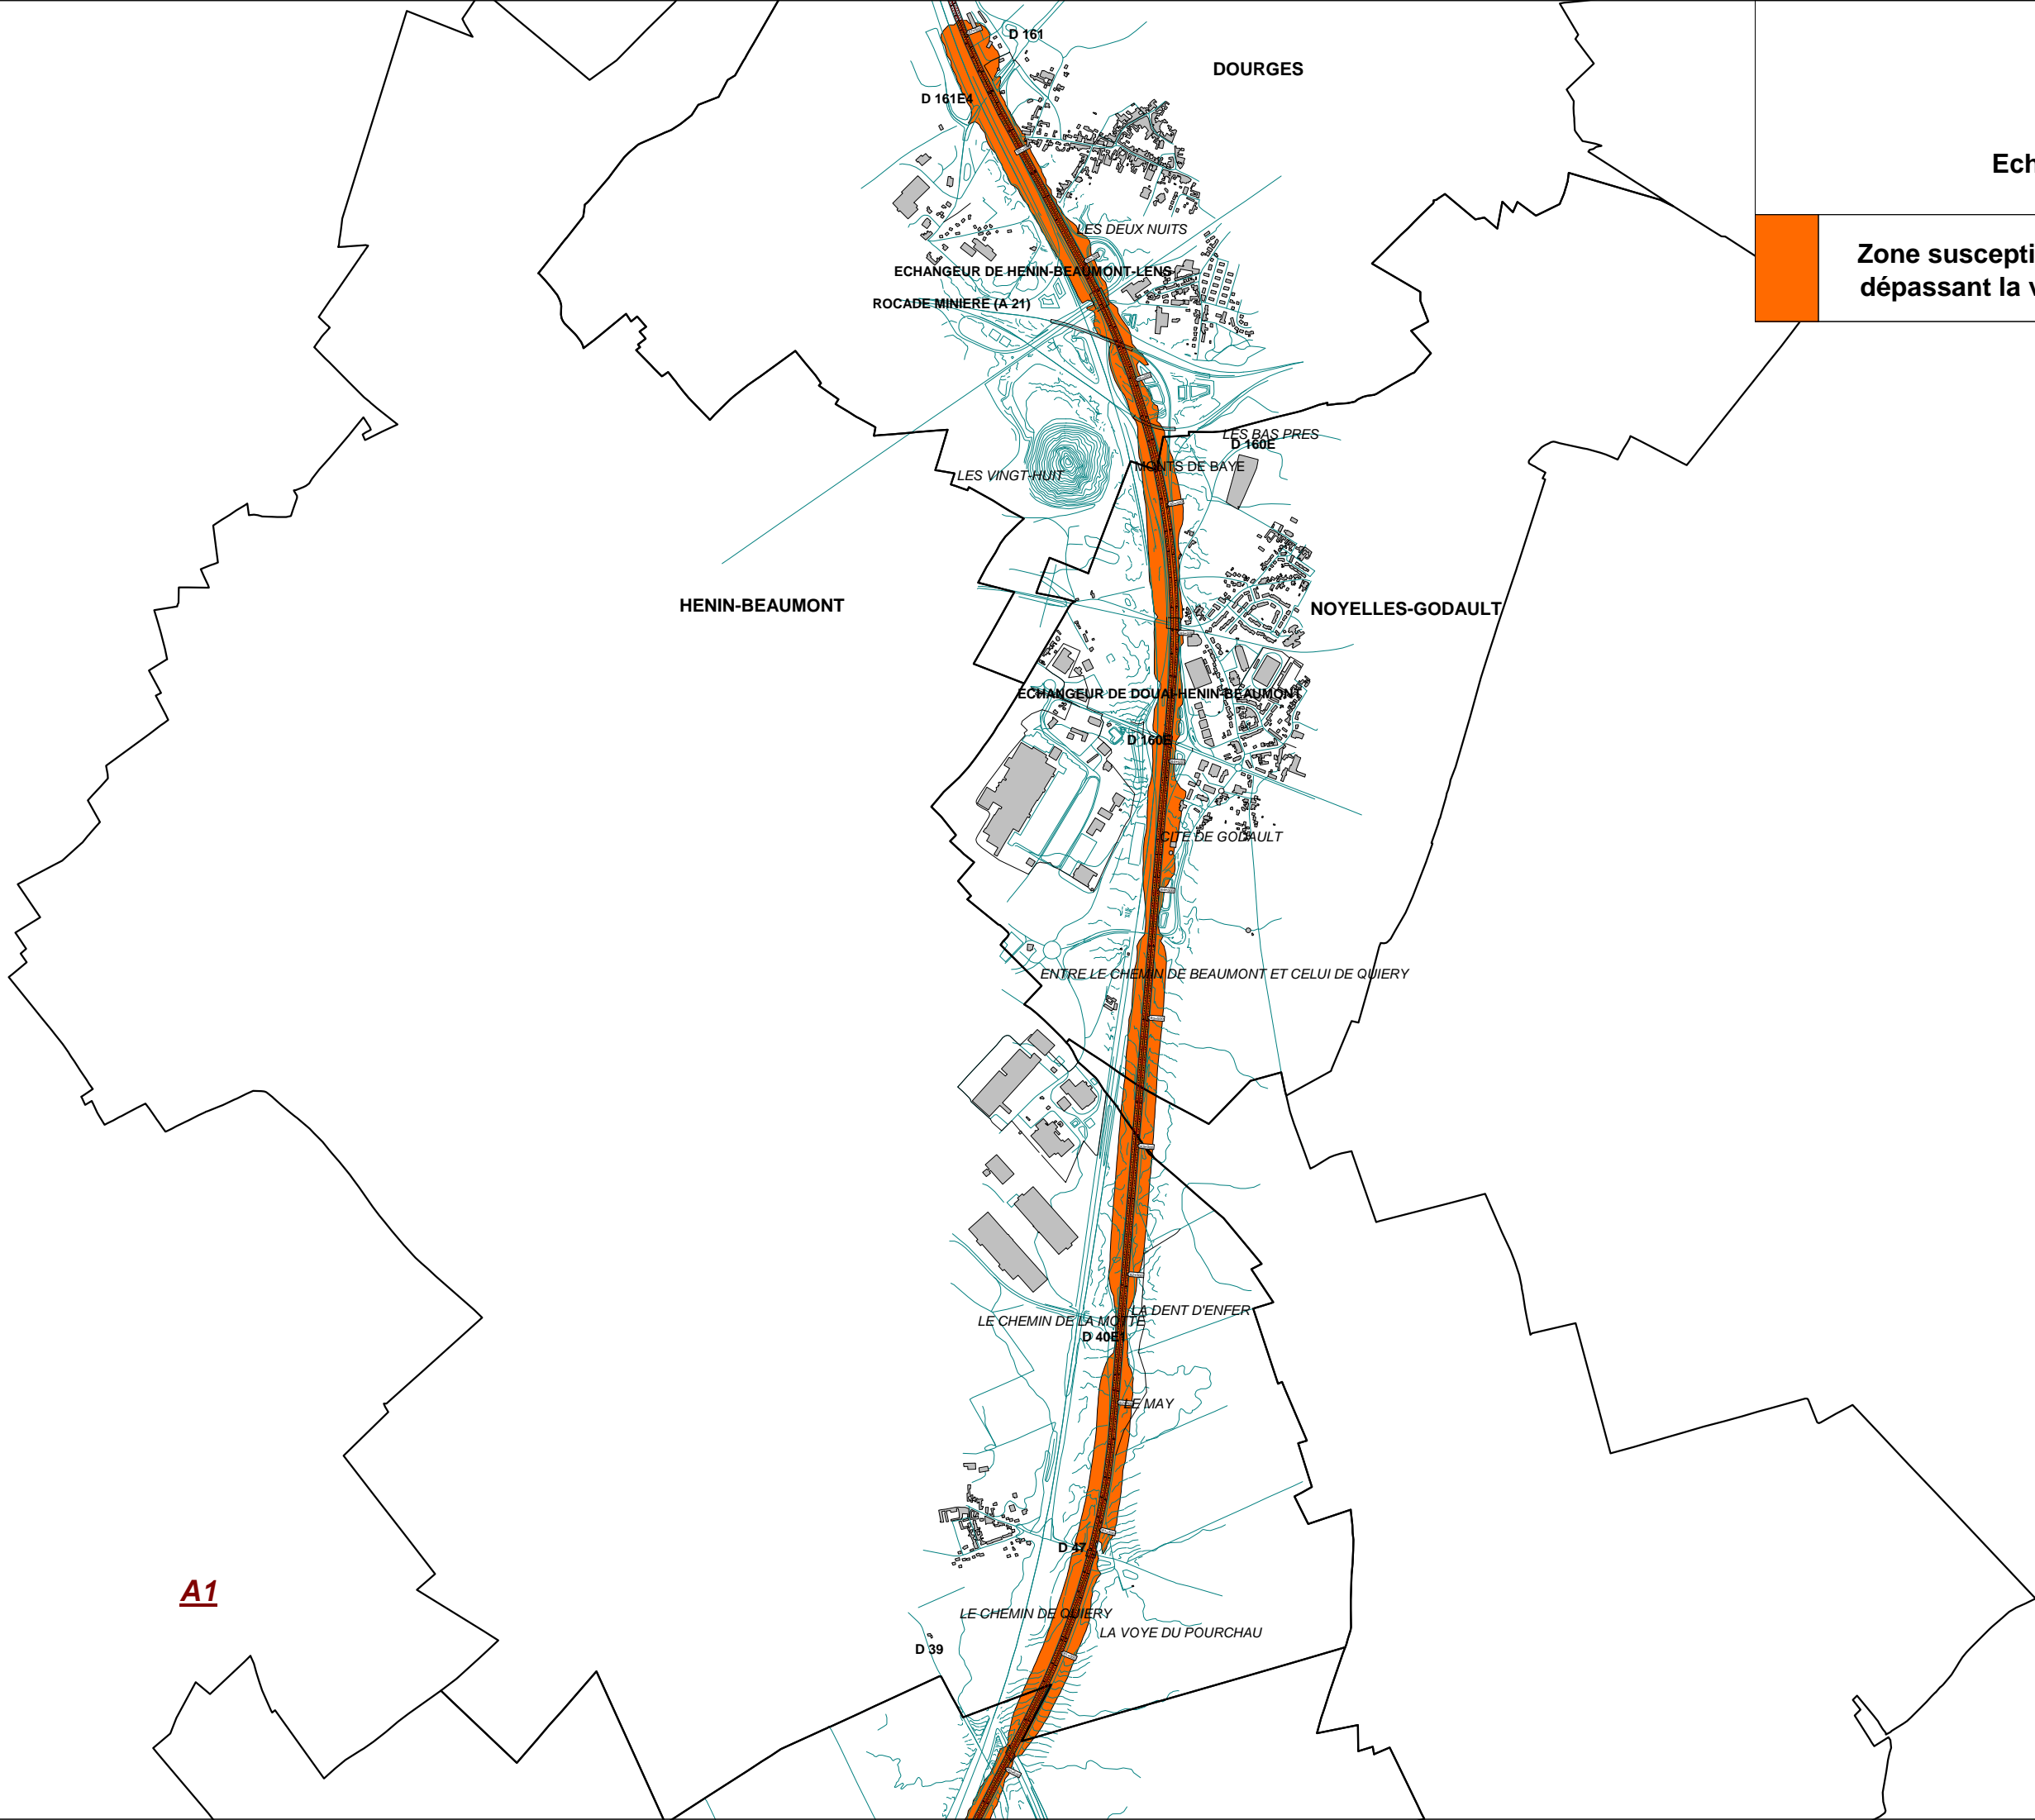 D 161
DOURGES
D 161E4
Ech
LES DEUX NUITS
Zone suscepti
dépassant la v
ECHANGEUR DE HENIN-BEAUMONT-LENS
ROCADE MINIERE (A 21)
LES BAS PRES
D 160E
MONTS DE BAYE
LES VINGT-HUIT
HENIN-BEAUMONT
NOYELLES-GODAULT
ECHANGEUR DE DOUAI-HENIN-BEAUMONT
D 160E
CITE DE GODAULT
ENTRE LE CHEMIN DE BEAUMONT ET CELUI DE QUIERY
LA DENT D'ENFER
LE CHEMIN DE LA MOTTE
D 40E1
LE MAY
D 47
A1
LE CHEMIN DE QUIERY
LA VOYE DU POURCHAU
D 39